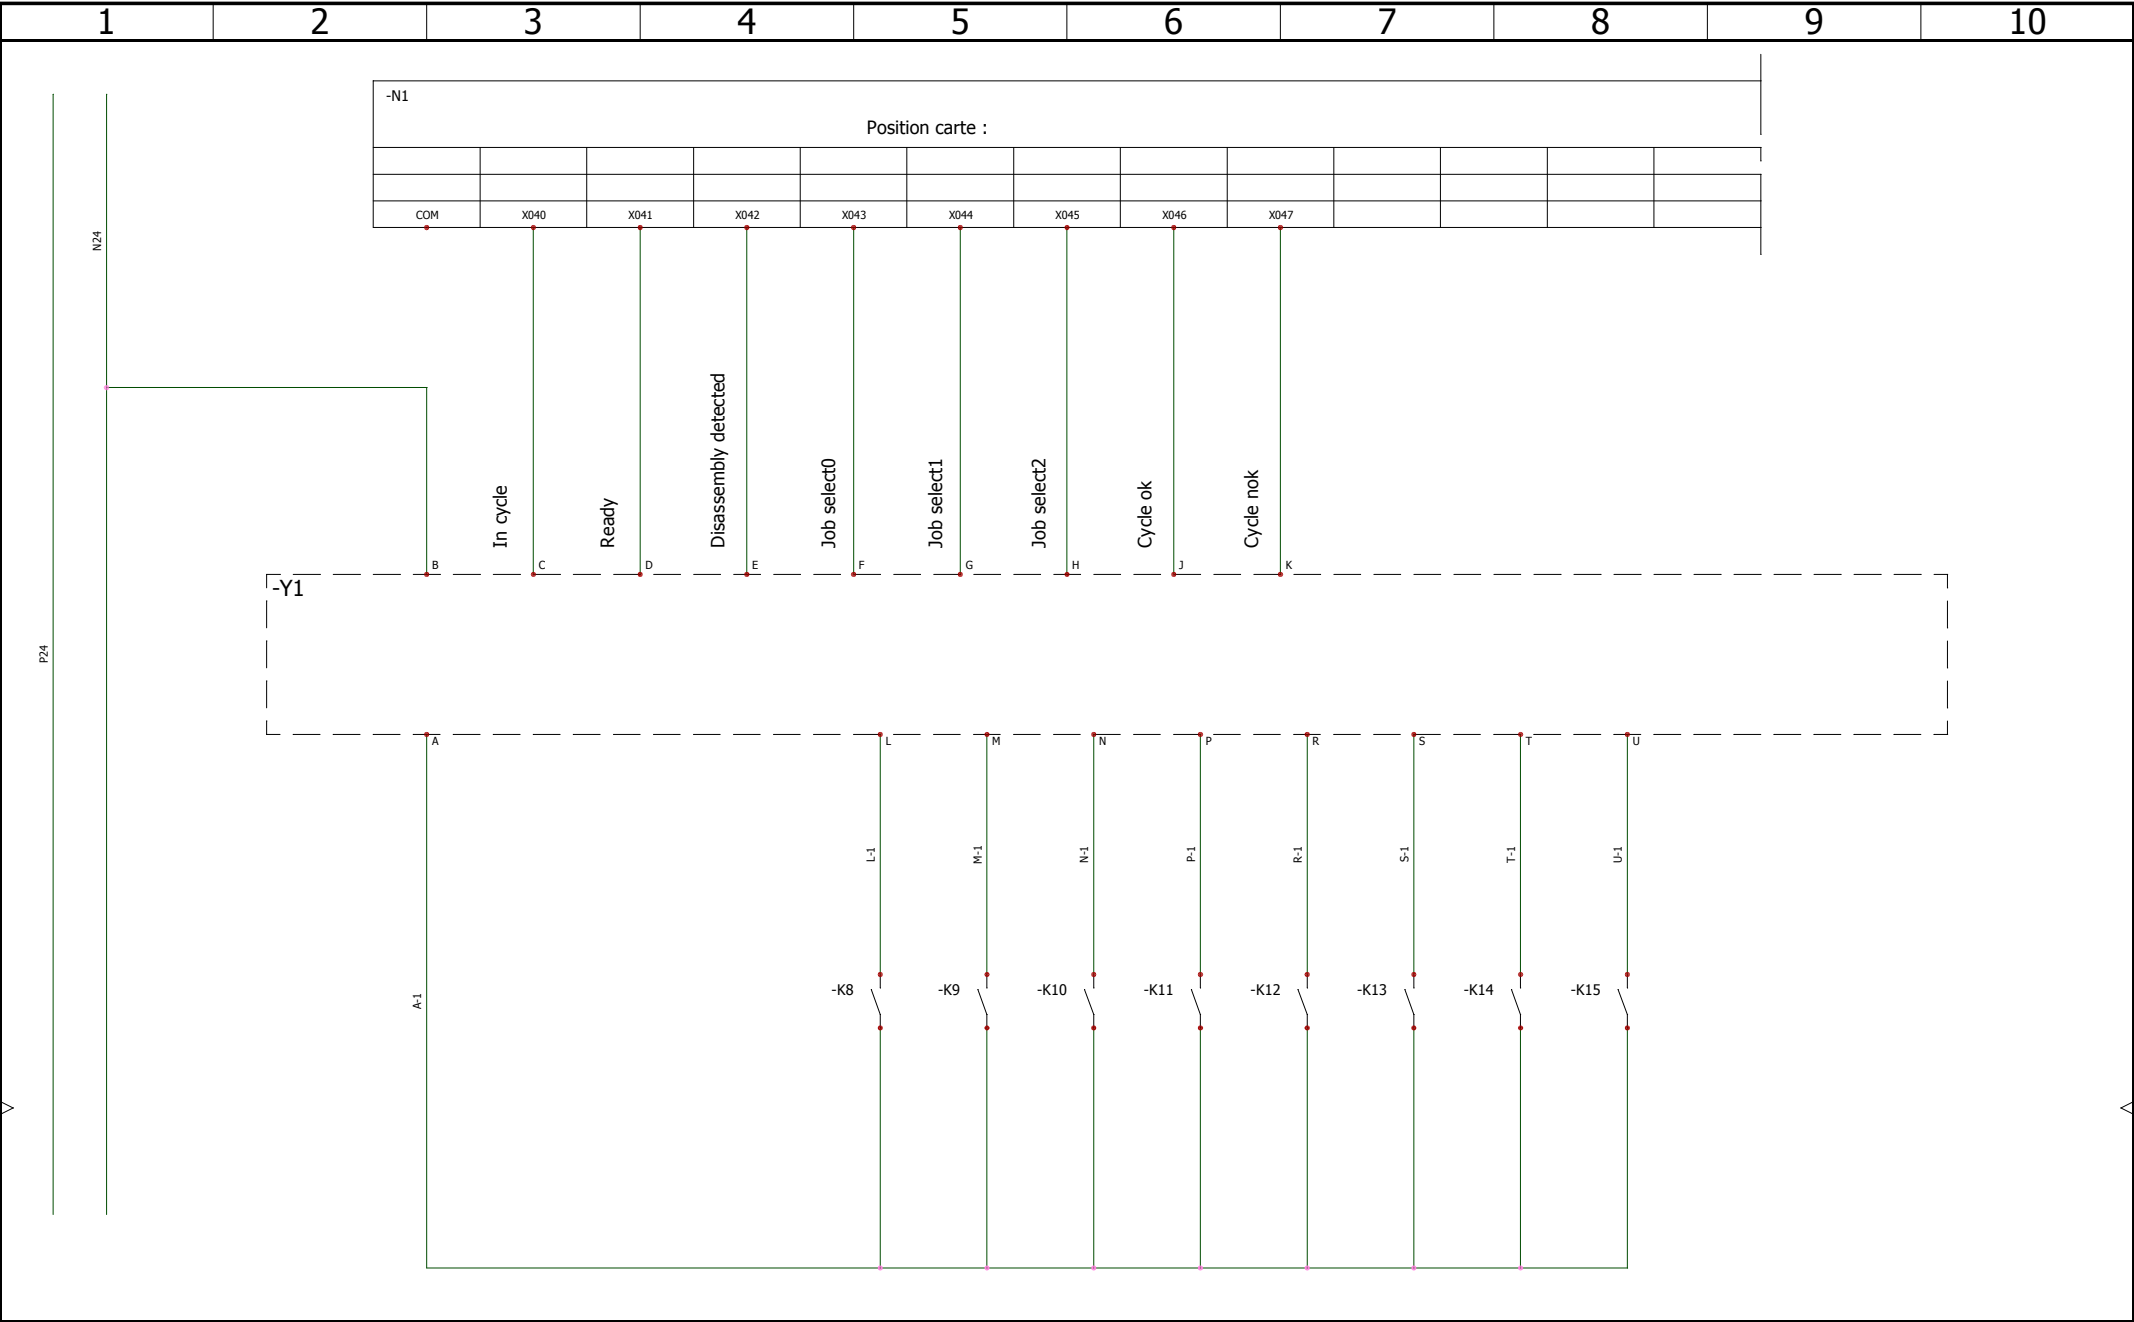 1 2 3 4 5 6 7 8 9 10
-N1
Position carte :
COM X040 X041 X042 X043 X044 X045 X046 X047
N24
P24
In cycle
Ready
Disassembly detected
Job select0
Job select1
Job select2
Cycle ok
Cycle nok
B C D E F G H J K
-Y1
A L M N P R S T U
A-1
L-1
M-1
N-1
P-1
R-1
S-1
T-1
U-1
-K8 -K9 -K10 -K11 -K12 -K13 -K14 -K15